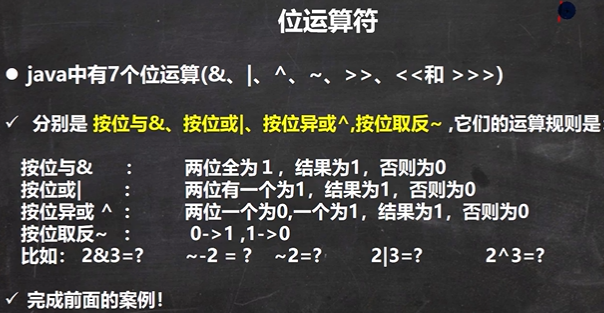 位运算符
● java中有7个位运算(&、|、^、~、>>、<<和 >>>)
✓ 分别是 按位与&、按位或|、按位异或^,按位取反~ ,它们的运算规则是:
按位与& : 两位全为1，结果为1，否则为0
按位或| : 两位有一个为1，结果为1，否则为0
按位异或 ^ : 两位一个为0,一个为1，结果为1，否则为0
按位取反~ : 0->1 ,1->0
比如: 2&3=? ~-2 = ? ~2=? 2|3=? 2^3=?
✓ 完成前面的案例!